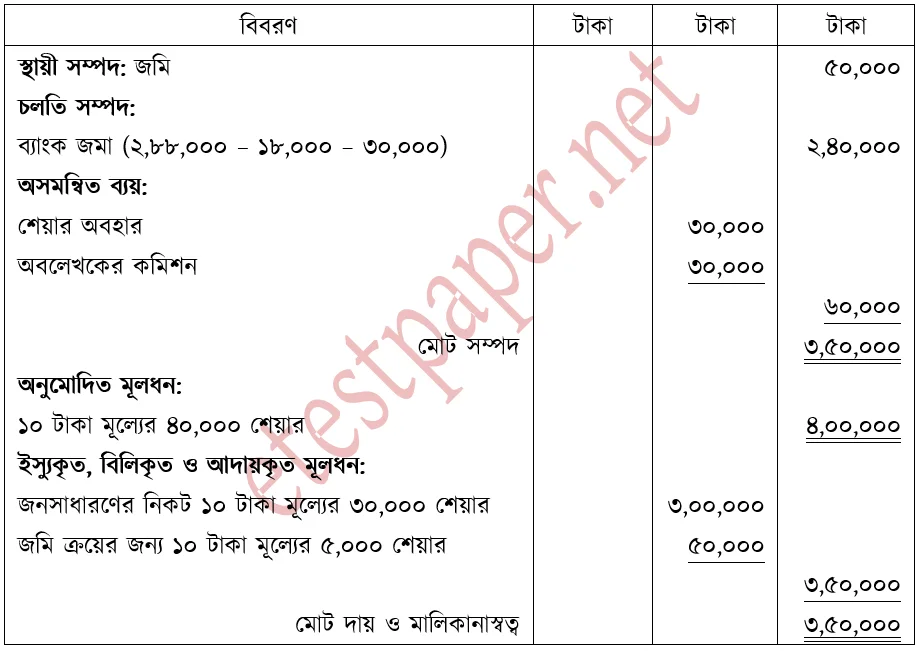 বিবরণ টাকা টাকা টাকা
স্থায়ী সম্পদ: জমি ৫০,০০০
চলতি সম্পদ:
ব্যাংক জমা (২,৮৮,০০০ – ১৮,০০০ – ৩০,০০০) ২,৪০,০০০
অসমন্বিত ব্যয়:
শেয়ার অবহার ৩০,০০০
অবলেখকের কমিশন ৩০,০০০
৬০,০০০
মোট সম্পদ ৩,৫০,০০০
অনুমোদিত মূলধন:
১০ টাকা মূল্যের ৪০,০০০ শেয়ার ৪,০০,০০০
ইস্যুকৃত, বিলিকৃত ও আদায়কৃত মূলধন:
জনসাধারণের নিকট ১০ টাকা মূল্যের ৩০,০০০ শেয়ার ৩,০০,০০০
জমি ক্রয়ের জন্য ১০ টাকা মূল্যের ৫,০০০ শেয়ার ৫০,০০০
৩,৫০,০০০
মোট দায় ও মালিকানাস্বত্ব ৩,৫০,০০০
etestpaper.net